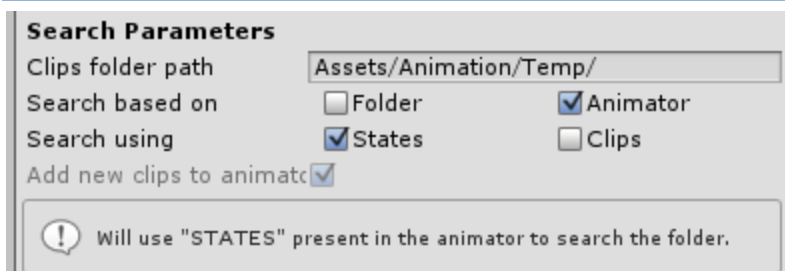 Search Parameters
Clips folder path Assets/Animation/Temp/
Search based on Folder Animator
Search using States Clips
Add new clips to animato
Will use "STATES" present in the animator to search the folder.